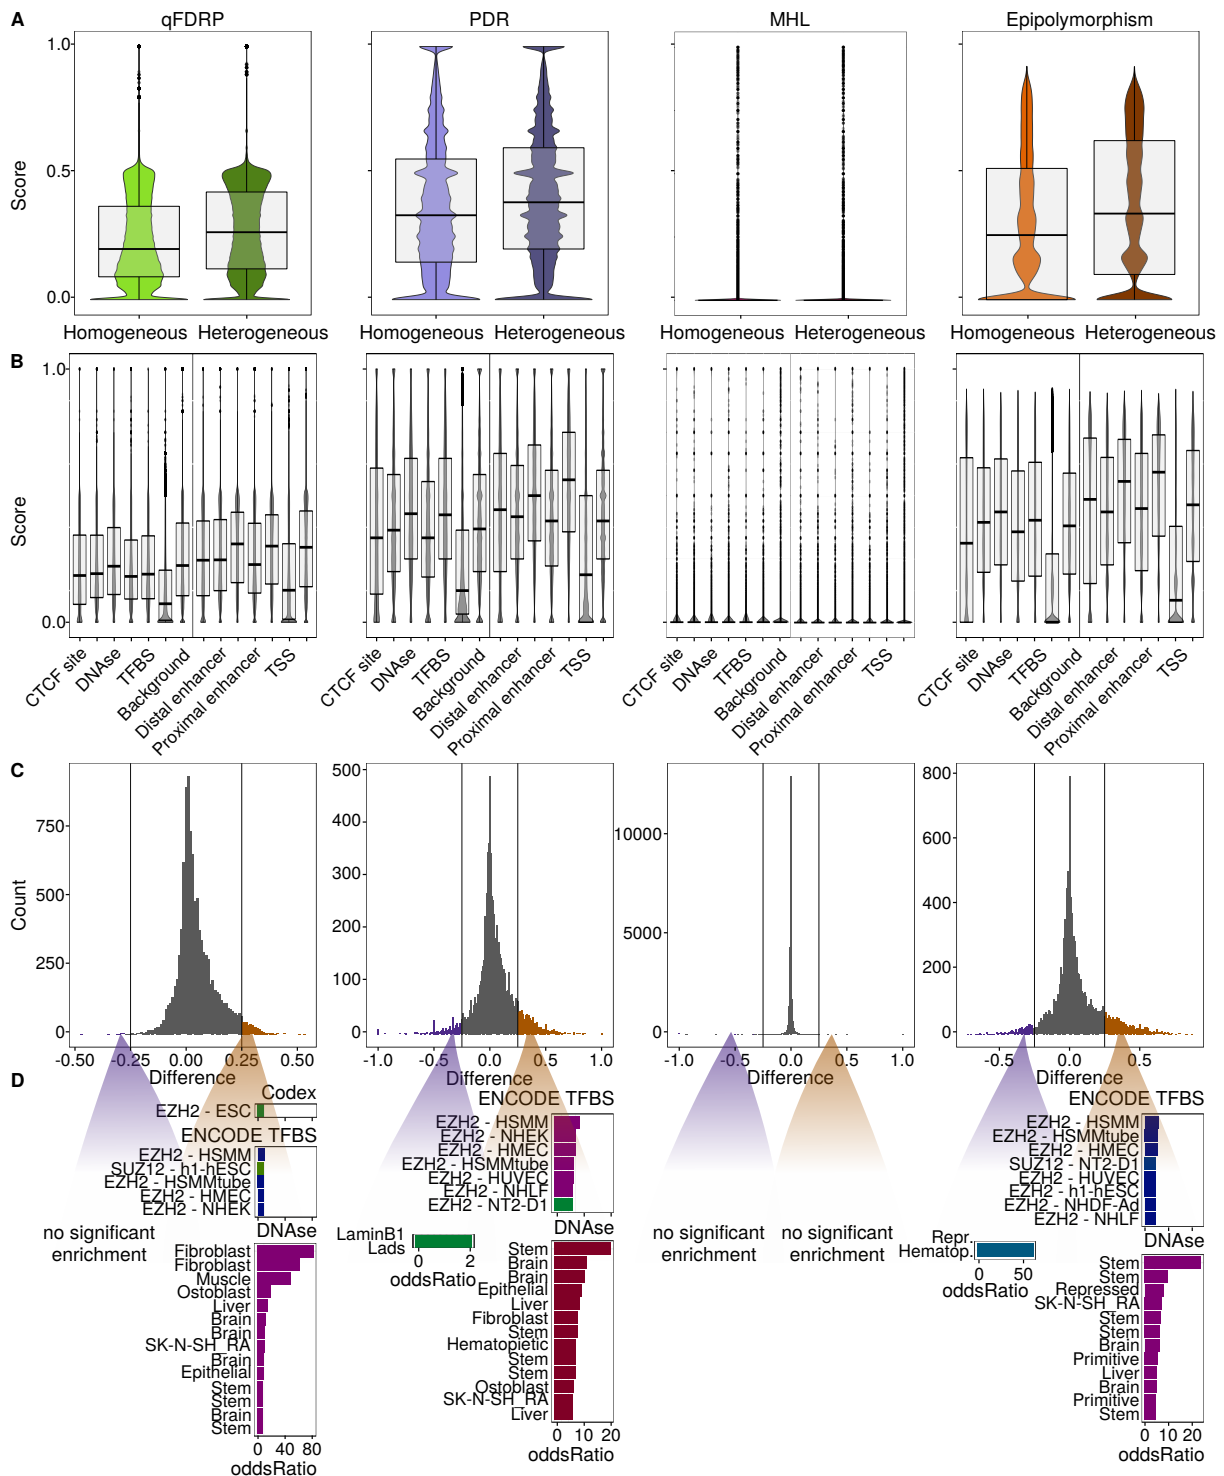 A
qFDRP
PDR
MHL
Epipolymorphism
Score
1.0
0.5
0.0
Homogeneous Heterogeneous
Homogeneous Heterogeneous
Homogeneous Heterogeneous
Homogeneous Heterogeneous
B
Score
1.0
0.0
CTCF site
DNAse
TFBS
Background
Distal enhancer
Proximal enhancer
TSS
CTCF site
DNAse
TFBS
Background
Distal enhancer
Proximal enhancer
TSS
CTCF site
DNAse
TFBS
Background
Distal enhancer
Proximal enhancer
TSS
CTCF site
DNAse
TFBS
Background
Distal enhancer
Proximal enhancer
TSS
C
Count
750
500
250
0
-0.50 -0.25 0.00 0.25 0.50
Difference
500
400
300
200
100
0
-1.0 -0.5 0.0 0.5 1.0
Difference
10000
5000
0
-1.0 -0.5 0.0 0.5 1.0
Difference
800
600
400
200
0
-0.5 0.0 0.5
Difference
D
Codex
EZH2 - ESC
ENCODE TFBS
EZH2 - HSMM
SUZ12 - h1-hESC
EZH2 - HSMMtube
EZH2 - HMEC
EZH2 - NHEK
no significant
enrichment
DNAse
Fibroblast
Fibroblast
Muscle
Ostoblast
Liver
Brain
Brain
SK-N-SH_RA
Brain
Epithelial
Stem
Stem
Brain
Stem
0 40 80
oddsRatio
ENCODE TFBS
EZH2 - HSMM
EZH2 - NHEK
EZH2 - HMEC
EZH2 - HSMMtube
EZH2 - HUVEC
EZH2 - NHLF
EZH2 - NT2-D1
LaminB1
Lads
0 2
oddsRatio
DNAse
Stem
Brain
Brain
Epithelial
Liver
Fibroblast
Stem
Hematopietic
Stem
Stem
Ostoblast
SK-N-SH_RA
Liver
0 10 20
oddsRatio
no significant
enrichment
no significant
enrichment
ENCODE TFBS
EZH2 - HSMM
EZH2 - HSMMtube
EZH2 - HMEC
SUZ12 - NT2-D1
EZH2 - HUVEC
EZH2 - h1-hESC
EZH2 - NHDF-Ad
EZH2 - NHLF
Repr.
Hematop.
0 50
oddsRatio
DNAse
Stem
Stem
Repressed
SK-N-SH_RA
Stem
Stem
Brain
Primitive
Liver
Brain
Primitive
Stem
0 10 20
oddsRatio